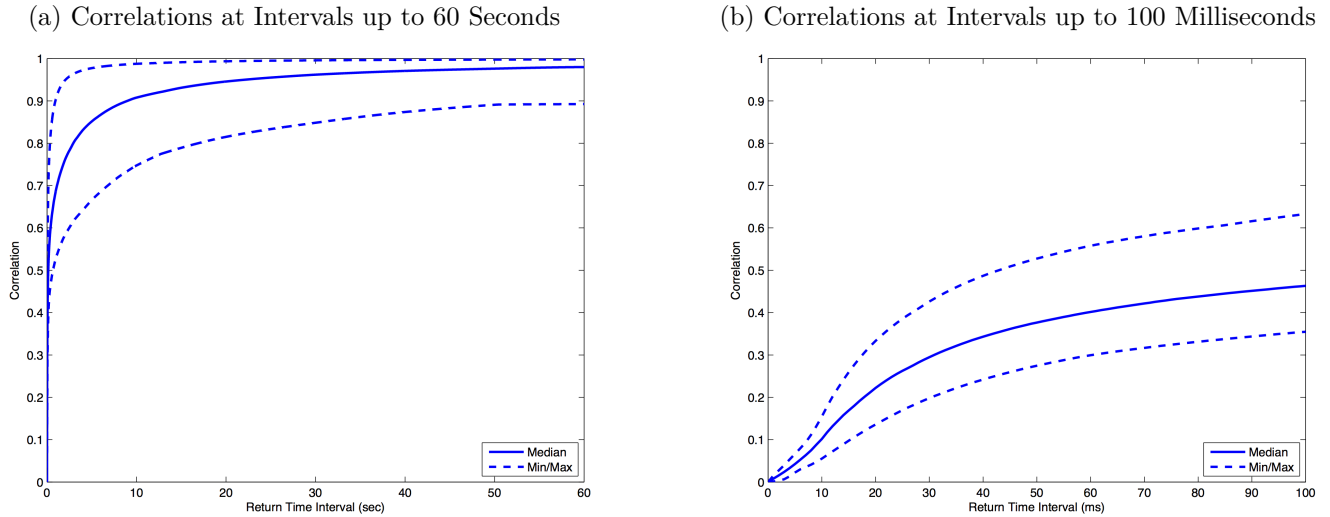 (a) Correlations at Intervals up to 60 Seconds
1
0.9
0.8
0.7
0.6
0.5
0.4
0.3
0.2
0.1
0
Correlation
0 10 20 30 40 50 60
Return Time Interval (sec)
Median
Min/Max
(b) Correlations at Intervals up to 100 Milliseconds
1
0.9
0.8
0.7
0.6
0.5
0.4
0.3
0.2
0.1
0
Correlation
0 10 20 30 40 50 60 70 80 90 100
Return Time Interval (ms)
Median
Min/Max